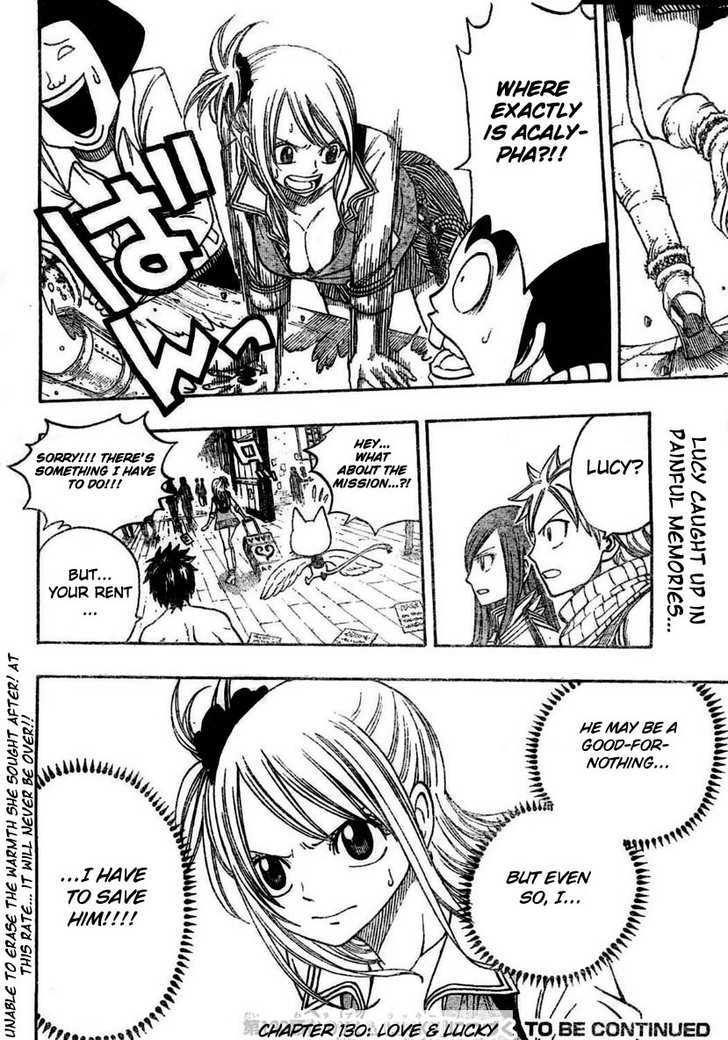 WHERE
EXACTLY
IS ACALY-
PHA?!!
ばんっ
LUCY?
LUCY CAUGHT UP IN
PAINFUL MEMORIES...
HEY...
WHAT
ABOUT THE
MISSION...?!
SORRY!!! THERE'S
SOMETHING I HAVE
TO DO!!!
BUT...
YOUR RENT
...
HE MAY BE A
GOOD-FOR-
NOTHING...
BUT EVEN
SO, I...
...I HAVE
TO SAVE
HIM!!!!
UNABLE TO ERASE THE WARMTH SHE SOUGHT AFTER! AT
THIS RATE... IT WILL NEVER BE OVER!!
CHAPTER 130: LOVE & LUCKY
TO BE CONTINUED